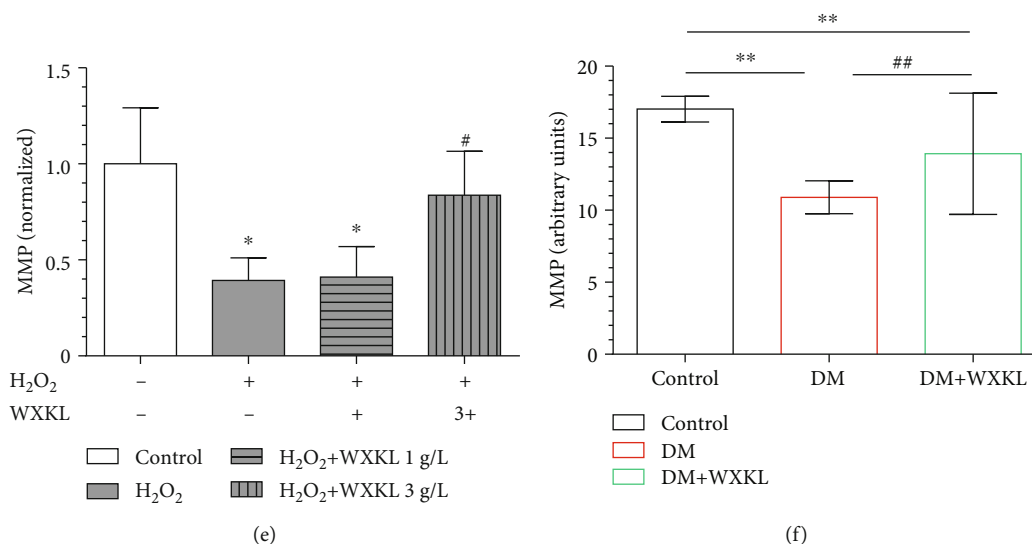 1.5
1.0
0.5
0
MMP (normalized)
*
*
#
H₂O₂ – + + +
WXKL – – + 3+
Control
H₂O₂
H₂O₂+WXKL 1 g/L
H₂O₂+WXKL 3 g/L
(e)
**
**
##
20
15
10
5
0
MMP (arbitrary uinits)
Control DM DM+WXKL
Control
DM
DM+WXKL
(f)